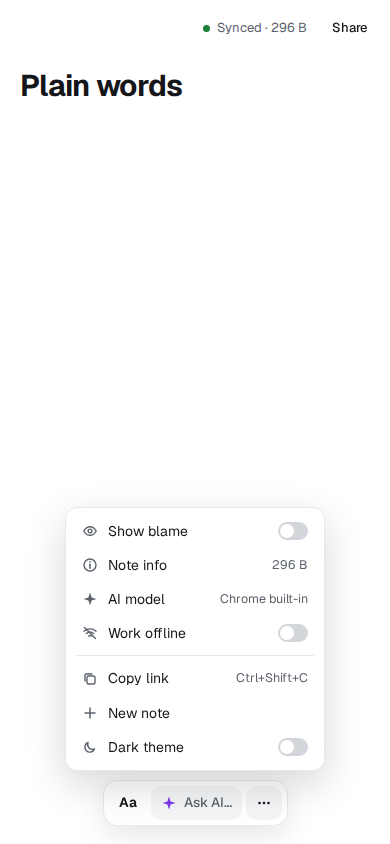 Synced · 296 B Share
Plain words
Show blame
Note info 296 B
AI model Chrome built-in
Work offline
Copy link Ctrl+Shift+C
New note
Dark theme
Aa Ask AI... ···